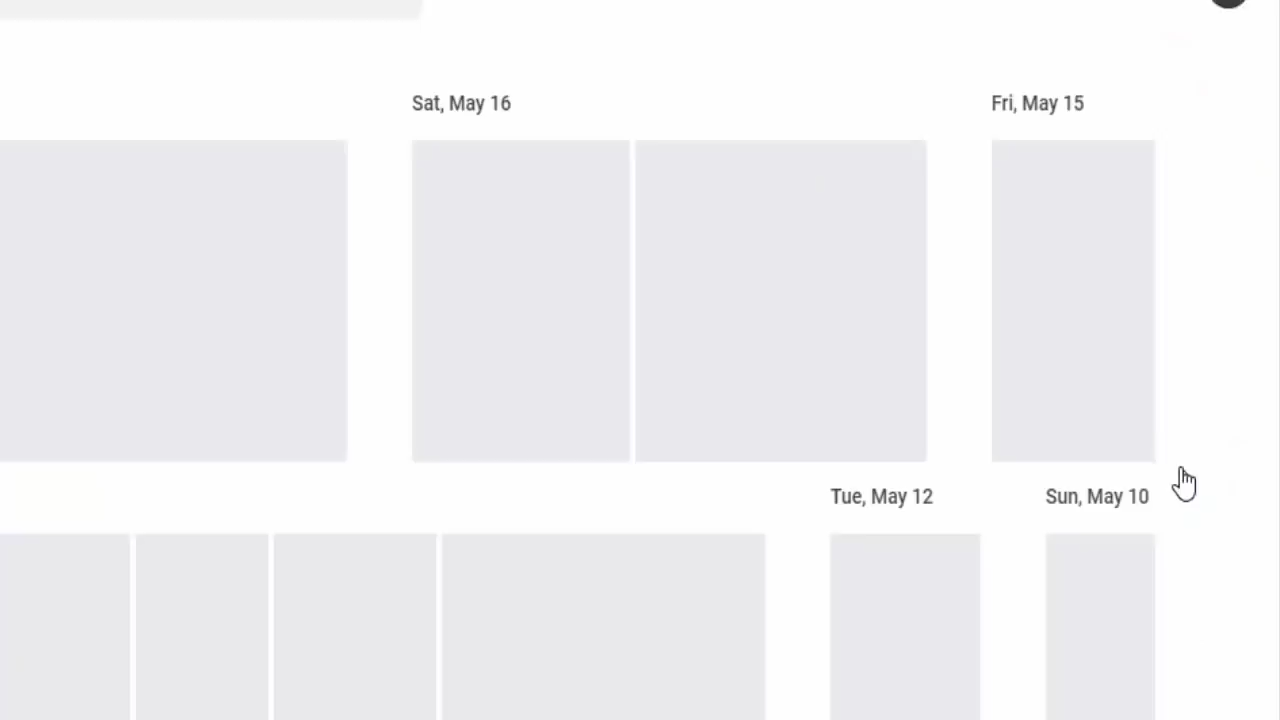 Sat, May 16
Fri, May 15
Tue, May 12
Sun, May 10